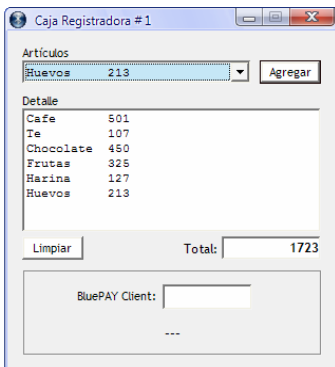 Caja Registradora #1
Artículos
Huevos 213
Agregar
Detalle
Cafe 501
Te 107
Chocolate 450
Frutas 325
Harina 127
Huevos 213
Limpiar Total: 1723
BluePAY Client:
---